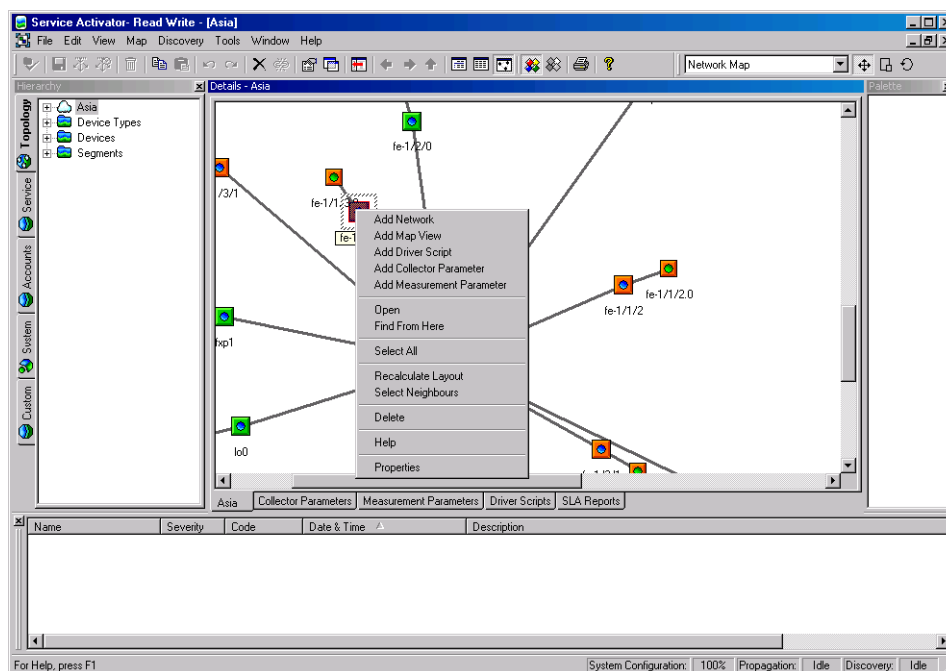 Service Activator- Read Write - [Asia]
File Edit View Map Discovery Tools Window Help
Network Map
Hierarchy
Details - Asia
Palette
Topology
Service
Accounts
System
Custom
Asia
Device Types
Devices
Segments
fe-1/2/0
/3/1
fe-1/1
fe-1
fe-1/1/2.0
fe-1/1/2
fxp1
lo0
Add Network
Add Map View
Add Driver Script
Add Collector Parameter
Add Measurement Parameter
Open
Find From Here
Select All
Recalculate Layout
Select Neighbours
Delete
Help
Properties
Asia Collector Parameters Measurement Parameters Driver Scripts SLA Reports
Name Severity Code Date & Time Description
For Help, press F1
System Configuration: 100% Propagation: Idle Discovery: Idle